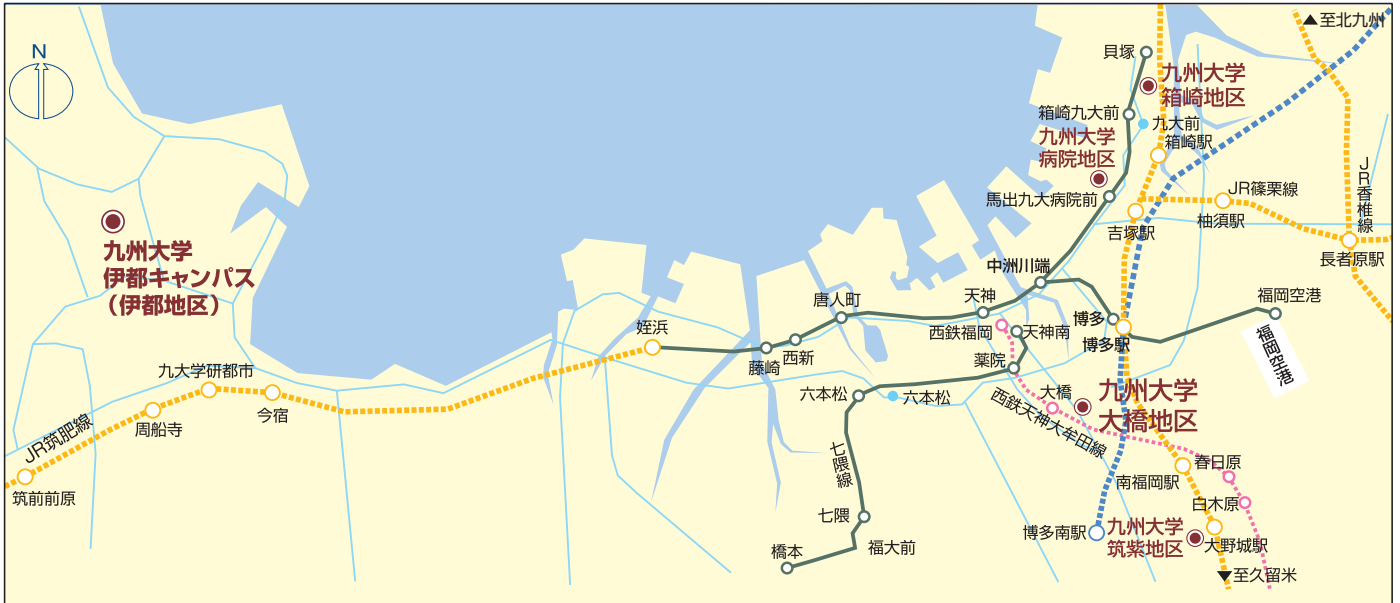 N
▲至北九州
貝塚
九州大学
箱崎地区
箱崎九大前
九大前
九州大学
病院地区
箱崎駅
JR香椎線
馬出九大病院前
JR篠栗線
柚須駅
吉塚駅
長者原駅
九州大学
伊都キャンパス
(伊都地区)
中洲川端
福岡空港
唐人町
天神
姪浜
西鉄福岡
天神南
博多
博多駅
福岡空港
藤崎
西新
薬院
九大学研都市
今宿
六本松
六本松
大橋
九州大学
大橋地区
周船寺
JR筑肥線
西鉄天神大牟田線
七隈線
筑前前原
春日原
南福岡駅
白木原
七隈
博多南駅
九州大学
筑紫地区
大野城駅
橋本
福大前
▼至久留米